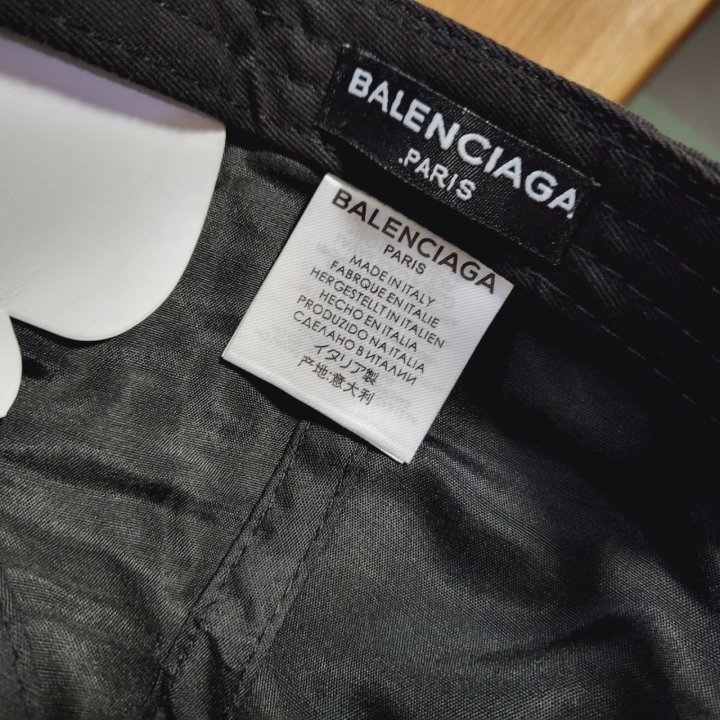 BALENCIAGA
.PARIS
BALENCIAGA
PARIS
MADE IN ITALY
FABRIQUE EN ITALIE
HERGESTELLT IN ITALIEN
HECHO EN ITALIA
PRODUZIDO NA ITALIA
СДЕЛАНО В ИТАЛИИ
イタリア製
产地·意大利